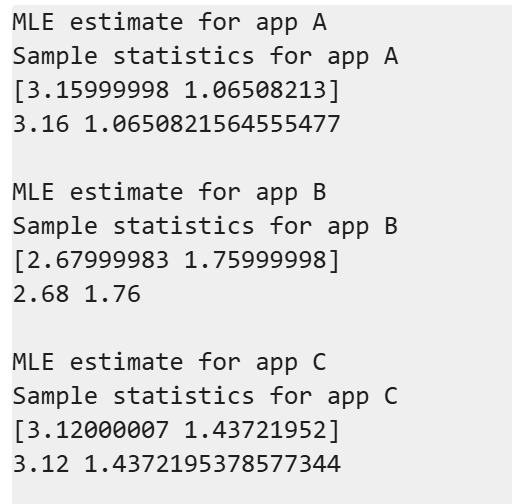 MLE estimate for app A
Sample statistics for app A
[3.15999998 1.06508213]
3.16 1.0650821564555477
MLE estimate for app B
Sample statistics for app B
[2.67999983 1.75999998]
2.68 1.76
MLE estimate for app C
Sample statistics for app C
[3.12000007 1.43721952]
3.12 1.4372195378577344